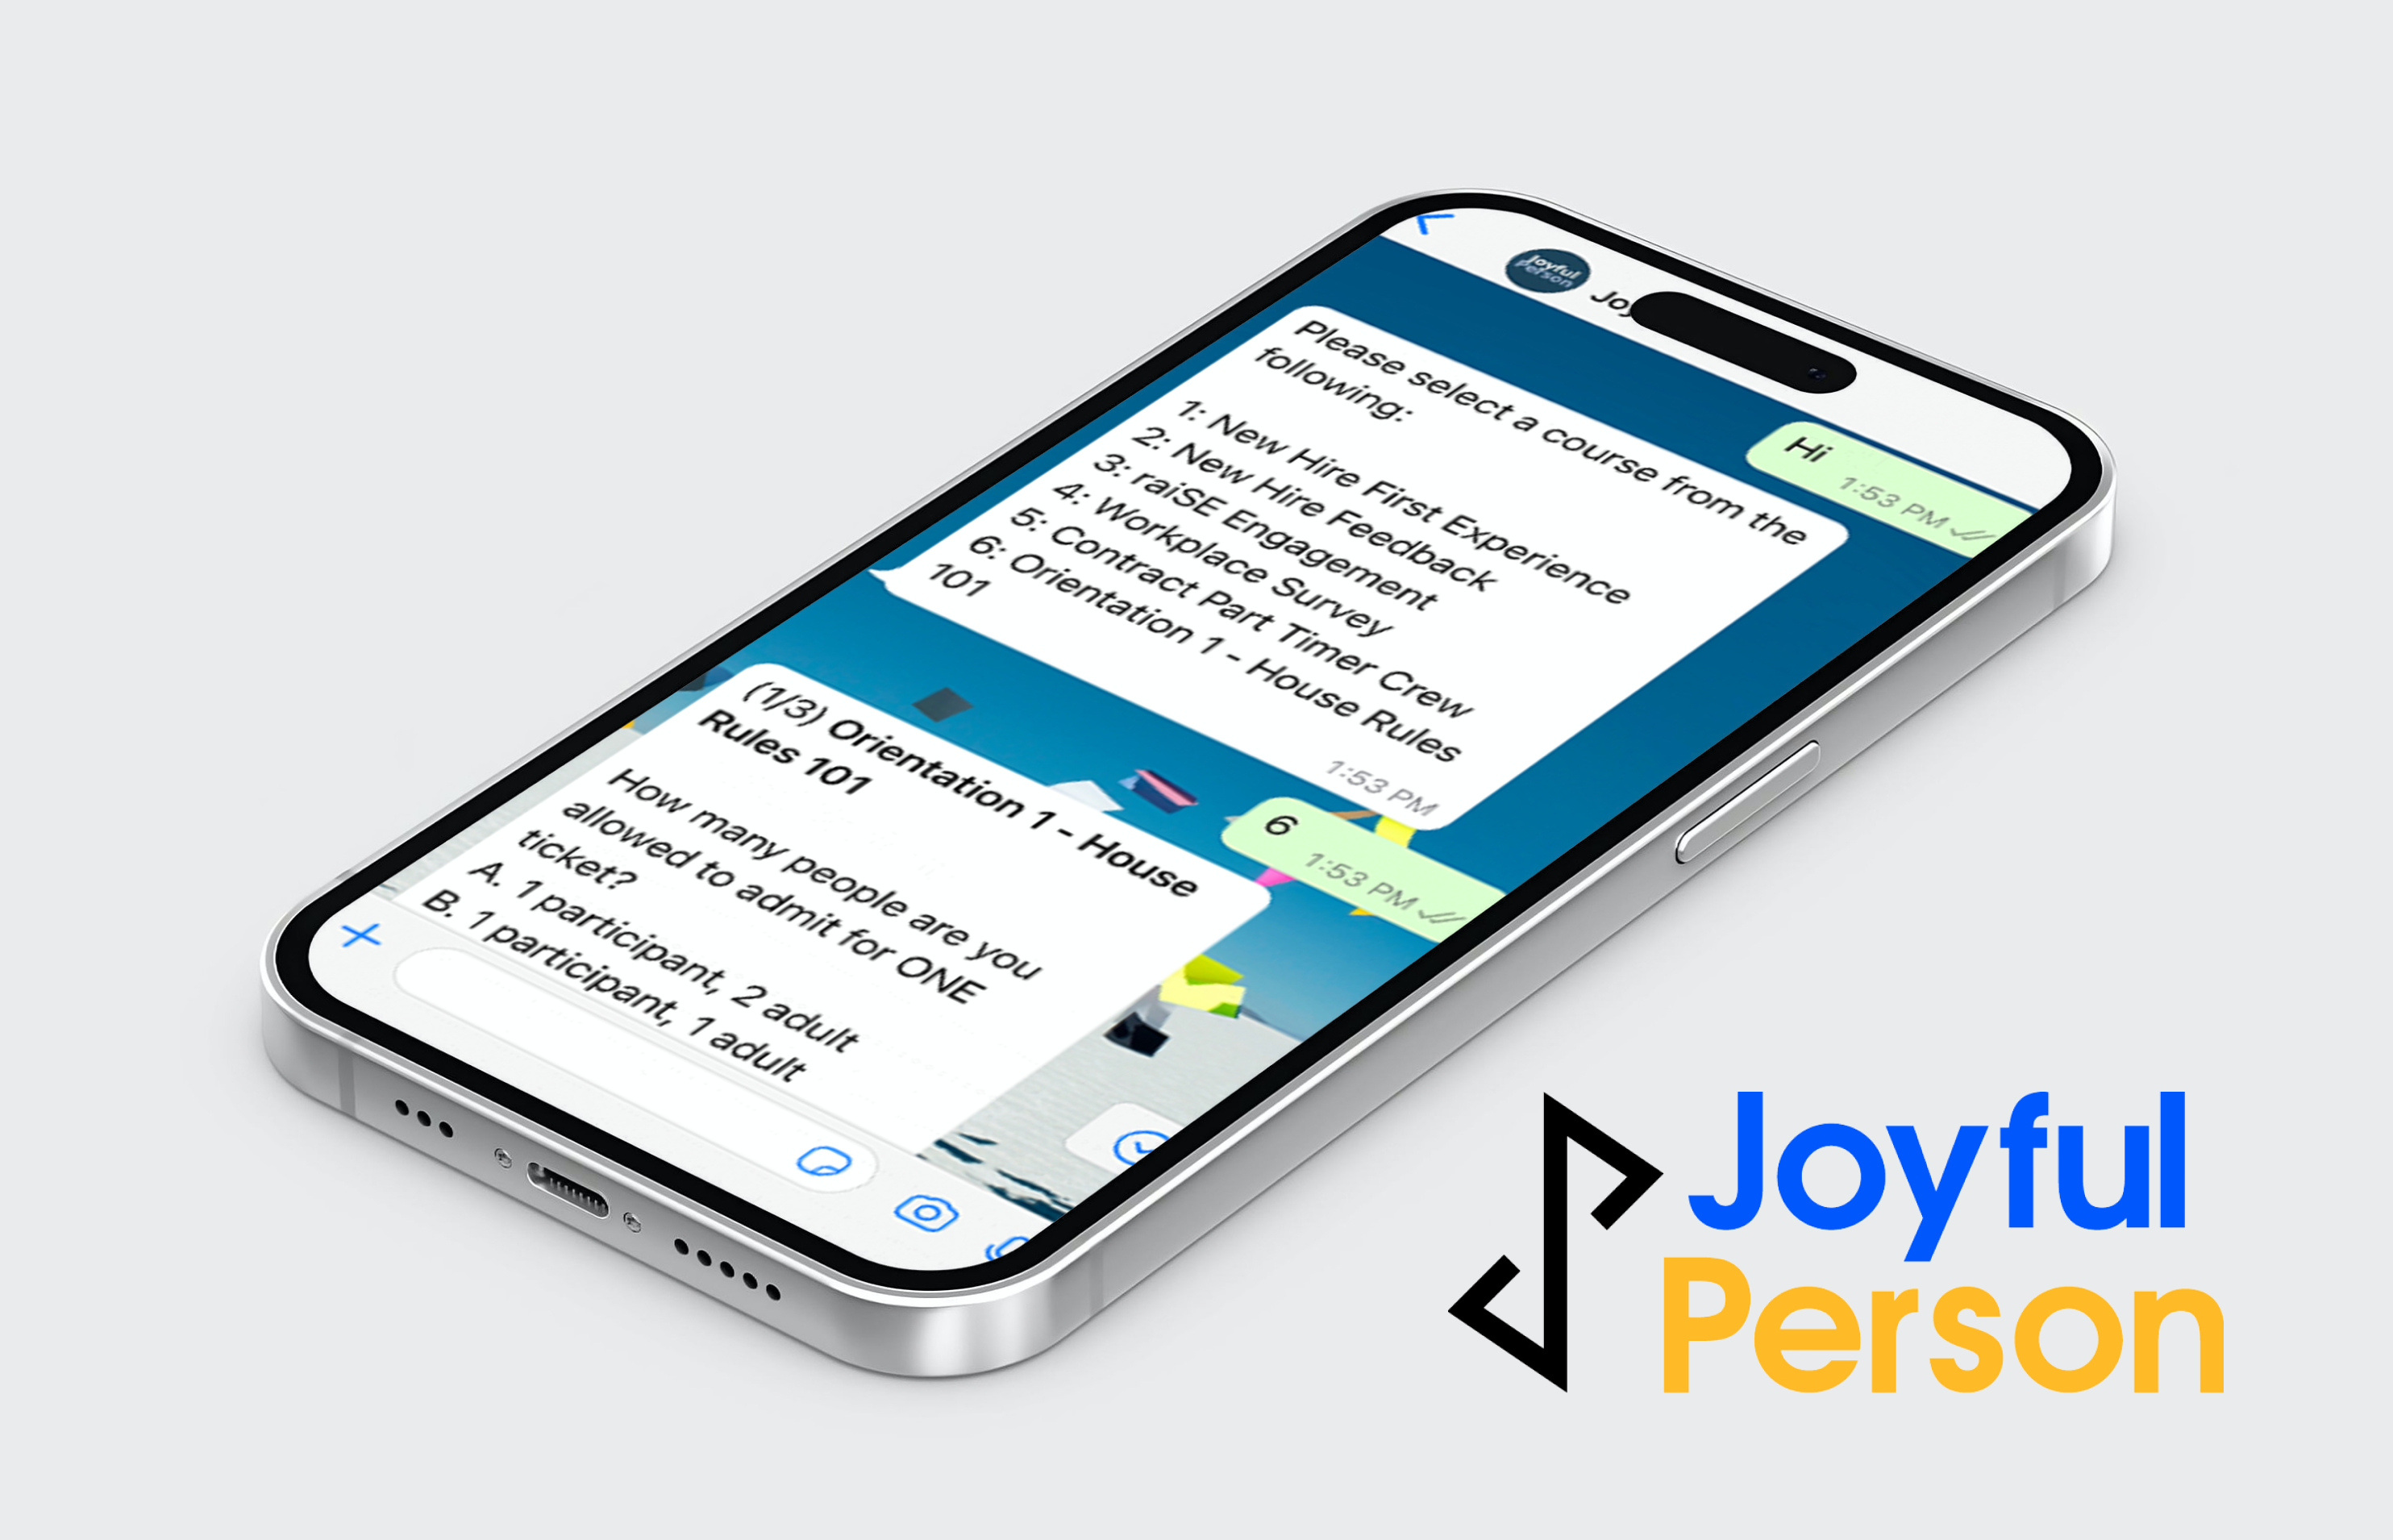 Joyful
Person
Joy
Hi
1:53 PM
Please select a course from the
following:
1: New Hire First Experience
2: New Hire Feedback
3: raiSE Engagement
4: Workplace Survey
5: Contract Part Timer Crew
6: Orientation 1 - House Rules
101
1:53 PM
6
1:53 PM
(1/3) Orientation 1 - House
Rules 101
How many people are you
allowed to admit for ONE
ticket?
A. 1 participant, 2 adult
B. 1 participant, 1 adult
Joyful
Person